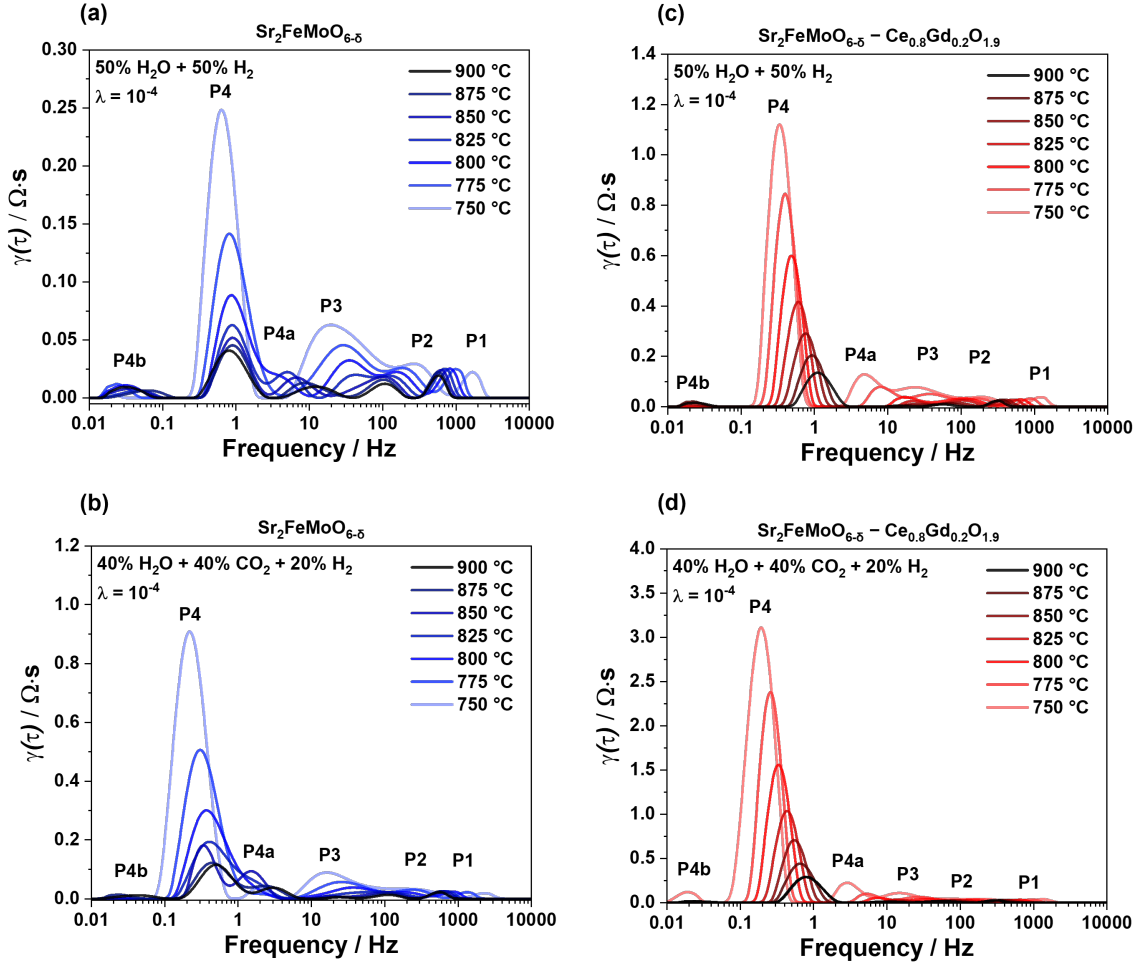 (a)
Sr₂FeMoO₆₋δ
50% H₂O + 50% H₂
λ = 10⁻⁴
900 °C
875 °C
850 °C
825 °C
800 °C
775 °C
750 °C
P4
P4b
P4a
P3
P2
P1
0.30
0.25
0.20
0.15
0.10
0.05
0.00
γ(τ) / Ω·s
0.01 0.1 1 10 100 1000 10000
Frequency / Hz
(c)
Sr₂FeMoO₆₋δ – Ce₀.₈Gd₀.₂O₁.₉
50% H₂O + 50% H₂
λ = 10⁻⁴
900 °C
875 °C
850 °C
825 °C
800 °C
775 °C
750 °C
P4
P4b
P4a
P3
P2
P1
1.4
1.2
1.0
0.8
0.6
0.4
0.2
0.0
γ(τ) / Ω·s
0.01 0.1 1 10 100 1000 10000
Frequency / Hz
(b)
Sr₂FeMoO₆₋δ
40% H₂O + 40% CO₂ + 20% H₂
λ = 10⁻⁴
900 °C
875 °C
850 °C
825 °C
800 °C
775 °C
750 °C
P4
P4b
P4a
P3
P2
P1
1.2
1.0
0.8
0.6
0.4
0.2
0.0
γ(τ) / Ω·s
0.01 0.1 1 10 100 1000 10000
Frequency / Hz
(d)
Sr₂FeMoO₆₋δ – Ce₀.₈Gd₀.₂O₁.₉
40% H₂O + 40% CO₂ + 20% H₂
λ = 10⁻⁴
900 °C
875 °C
850 °C
825 °C
800 °C
775 °C
750 °C
P4
P4b
P4a
P3
P2
P1
4.0
3.5
3.0
2.5
2.0
1.5
1.0
0.5
0.0
γ(τ) / Ω·s
0.01 0.1 1 10 100 1000 10000
Frequency / Hz